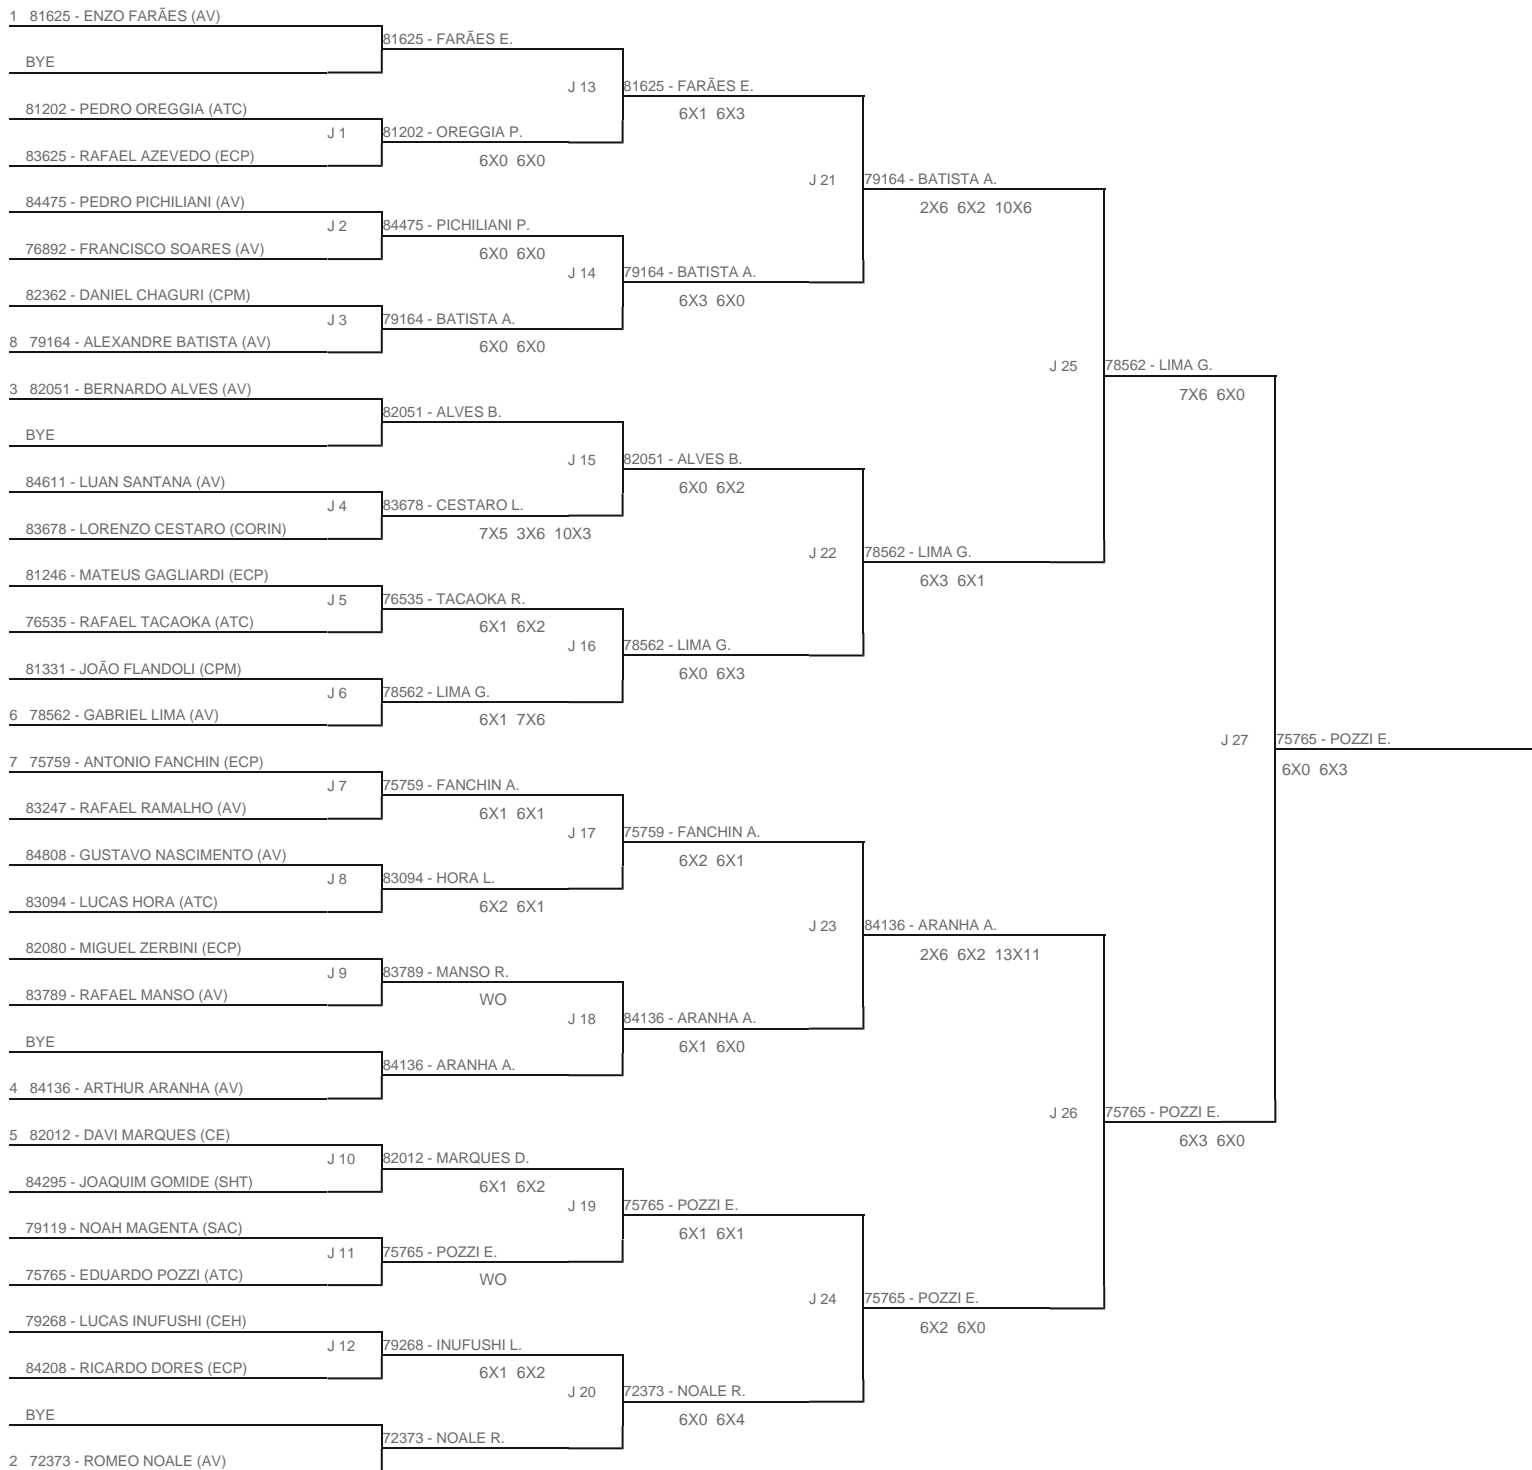 1 81625 - ENZO FARÃES (AV)
81625 - FARÃES E.
BYE
J 13
81625 - FARÃES E.
6X1 6X3
81202 - PEDRO OREGGIA (ATC)
J 1
81202 - OREGGIA P.
83625 - RAFAEL AZEVEDO (ECP)
6X0 6X0
J 21
79164 - BATISTA A.
2X6 6X2 10X6
84475 - PEDRO PICHILIANI (AV)
J 2
84475 - PICHILIANI P.
76892 - FRANCISCO SOARES (AV)
6X0 6X0
J 14
79164 - BATISTA A.
6X3 6X0
82362 - DANIEL CHAGURI (CPM)
J 3
79164 - BATISTA A.
8 79164 - ALEXANDRE BATISTA (AV)
6X0 6X0
J 25
78562 - LIMA G.
7X6 6X0
3 82051 - BERNARDO ALVES (AV)
82051 - ALVES B.
BYE
J 15
82051 - ALVES B.
6X0 6X2
84611 - LUAN SANTANA (AV)
J 4
83678 - CESTARO L.
83678 - LORENZO CESTARO (CORIN)
7X5 3X6 10X3
J 22
78562 - LIMA G.
6X3 6X1
81246 - MATEUS GAGLIARDI (ECP)
J 5
76535 - TACAOKA R.
76535 - RAFAEL TACAOKA (ATC)
6X1 6X2
J 16
78562 - LIMA G.
6X0 6X3
81331 - JOÃO FLANDOLI (CPM)
J 6
78562 - LIMA G.
6 78562 - GABRIEL LIMA (AV)
6X1 7X6
J 27
75765 - POZZI E.
6X0 6X3
7 75759 - ANTONIO FANCHIN (ECP)
J 7
75759 - FANCHIN A.
83247 - RAFAEL RAMALHO (AV)
6X1 6X1
J 17
75759 - FANCHIN A.
6X2 6X1
84808 - GUSTAVO NASCIMENTO (AV)
J 8
83094 - HORA L.
83094 - LUCAS HORA (ATC)
6X2 6X1
J 23
84136 - ARANHA A.
2X6 6X2 13X11
82080 - MIGUEL ZERBINI (ECP)
J 9
83789 - MANSO R.
83789 - RAFAEL MANSO (AV)
WO
J 18
84136 - ARANHA A.
6X1 6X0
BYE
84136 - ARANHA A.
4 84136 - ARTHUR ARANHA (AV)
J 26
75765 - POZZI E.
6X3 6X0
5 82012 - DAVI MARQUES (CE)
J 10
82012 - MARQUES D.
84295 - JOAQUIM GOMIDE (SHT)
6X1 6X2
J 19
75765 - POZZI E.
6X1 6X1
79119 - NOAH MAGENTA (SAC)
J 11
75765 - POZZI E.
75765 - EDUARDO POZZI (ATC)
WO
J 24
75765 - POZZI E.
6X2 6X0
79268 - LUCAS INUFUSHI (CEH)
J 12
79268 - INUFUSHI L.
84208 - RICARDO DORES (ECP)
6X1 6X2
J 20
72373 - NOALE R.
6X0 6X4
BYE
72373 - NOALE R.
2 72373 - ROMEO NOALE (AV)